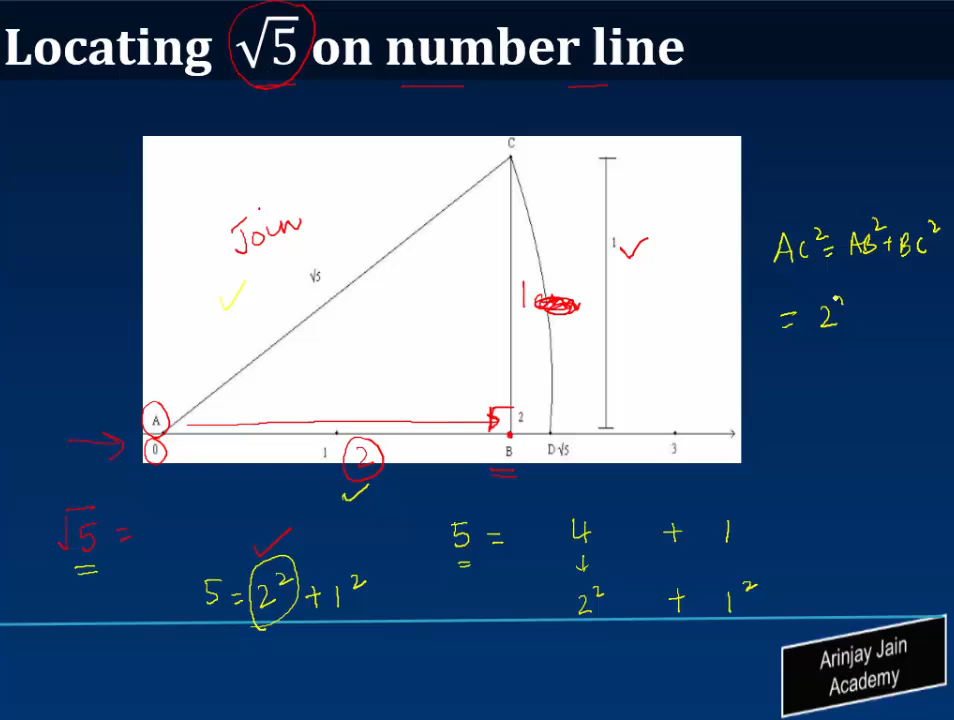 Locating √5 on number line
C
Join
1
AC² = AB² + BC²
√5
1
= 2²
A
2
0
1
2
B
D √5
3
√5 =
5 = 4 + 1
5 = 2² + 1²
2² + 1²
Arinjay Jain
Academy